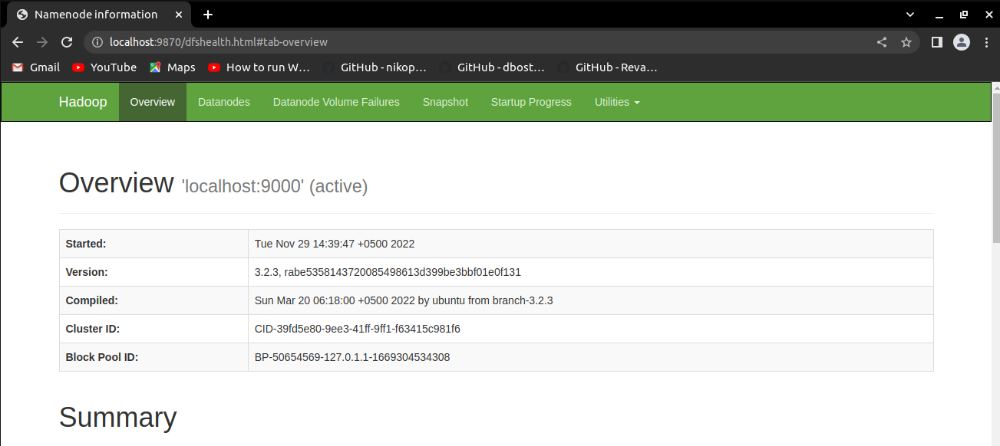 Namenode information
localhost:9870/dfshealth.html#tab-overview
Gmail YouTube Maps How to run W… GitHub - nikop… GitHub - dbost… GitHub - Reva…
Hadoop Overview Datanodes Datanode Volume Failures Snapshot Startup Progress Utilities
Overview 'localhost:9000' (active)
Started: Tue Nov 29 14:39:47 +0500 2022
Version: 3.2.3, rabe5358143720085498613d399be3bbf01e0f131
Compiled: Sun Mar 20 06:18:00 +0500 2022 by ubuntu from branch-3.2.3
Cluster ID: CID-39fd5e80-9ee3-41ff-9ff1-f63415c981f6
Block Pool ID: BP-50654569-127.0.1.1-1669304534308
Summary